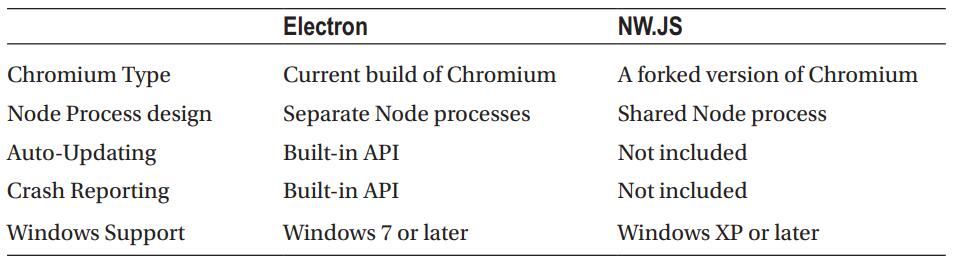 Electron NW.JS
Chromium Type Current build of Chromium A forked version of Chromium
Node Process design Separate Node processes Shared Node process
Auto-Updating Built-in API Not included
Crash Reporting Built-in API Not included
Windows Support Windows 7 or later Windows XP or later